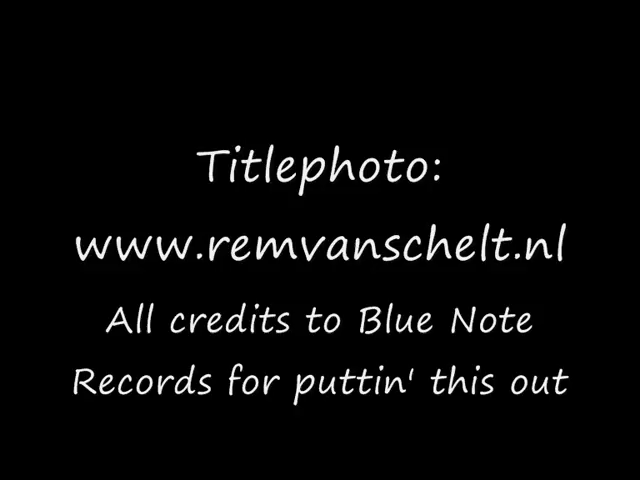 Titlephoto:
www.remvanschelt.nl
All credits to Blue Note
Records for puttin' this out